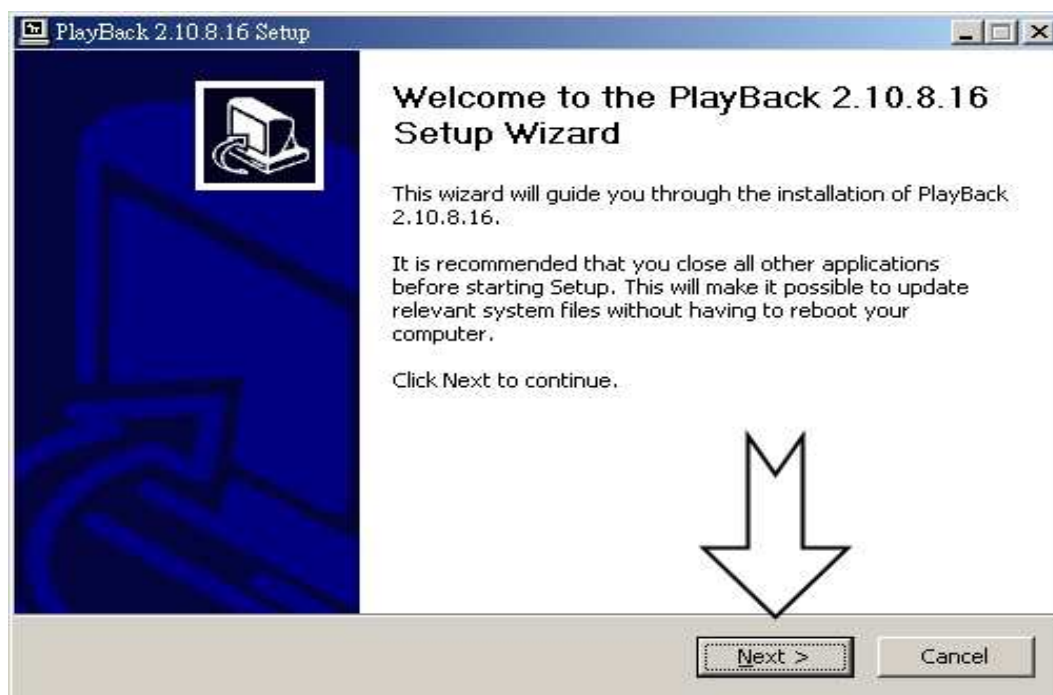 PlayBack 2.10.8.16 Setup
Welcome to the PlayBack 2.10.8.16
Setup Wizard
This wizard will guide you through the installation of PlayBack
2.10.8.16.
It is recommended that you close all other applications
before starting Setup. This will make it possible to update
relevant system files without having to reboot your
computer.
Click Next to continue.
Next >
Cancel